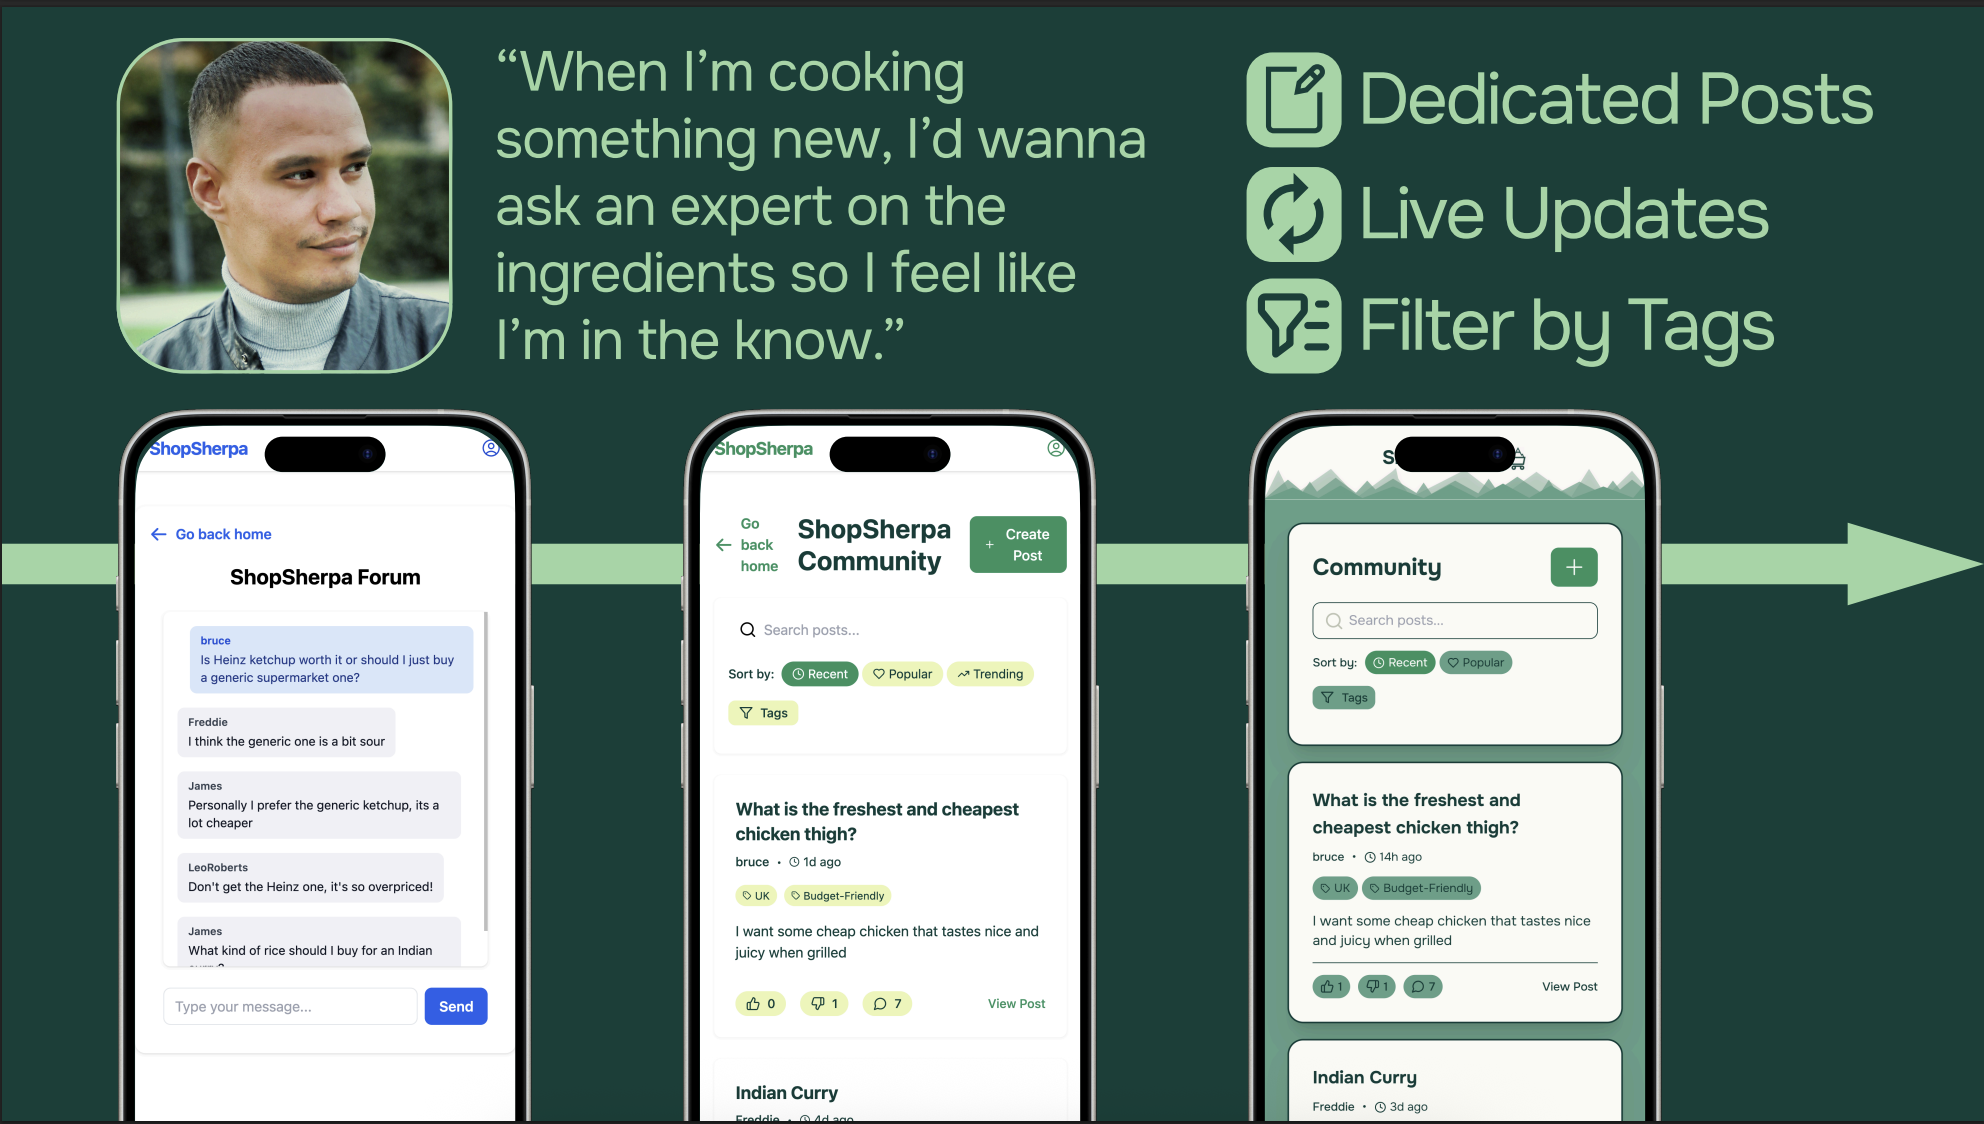 “When I’m cooking
something new, I’d wanna
ask an expert on the
ingredients so I feel like
I’m in the know.”
Dedicated Posts
Live Updates
Filter by Tags
ShopSherpa
Go back home
ShopSherpa Forum
bruce
Is Heinz ketchup worth it or should I just buy
a generic supermarket one?
Freddie
I think the generic one is a bit sour
James
Personally I prefer the generic ketchup, its a
lot cheaper
LeoRoberts
Don't get the Heinz one, it's so overpriced!
James
What kind of rice should I buy for an Indian
Type your message...
Send
ShopSherpa
Go
back
home
ShopSherpa
Community
+ Create
Post
Search posts...
Sort by: Recent Popular Trending
Tags
What is the freshest and cheapest
chicken thigh?
bruce • 1d ago
UK Budget-Friendly
I want some cheap chicken that tastes nice and
juicy when grilled
0 1 7 View Post
Indian Curry
Freddie • 4d ago
S
Community
+
Search posts...
Sort by: Recent Popular
Tags
What is the freshest and
cheapest chicken thigh?
bruce • 14h ago
UK Budget-Friendly
I want some cheap chicken that tastes nice
and juicy when grilled
1 1 7 View Post
Indian Curry
Freddie • 3d ago